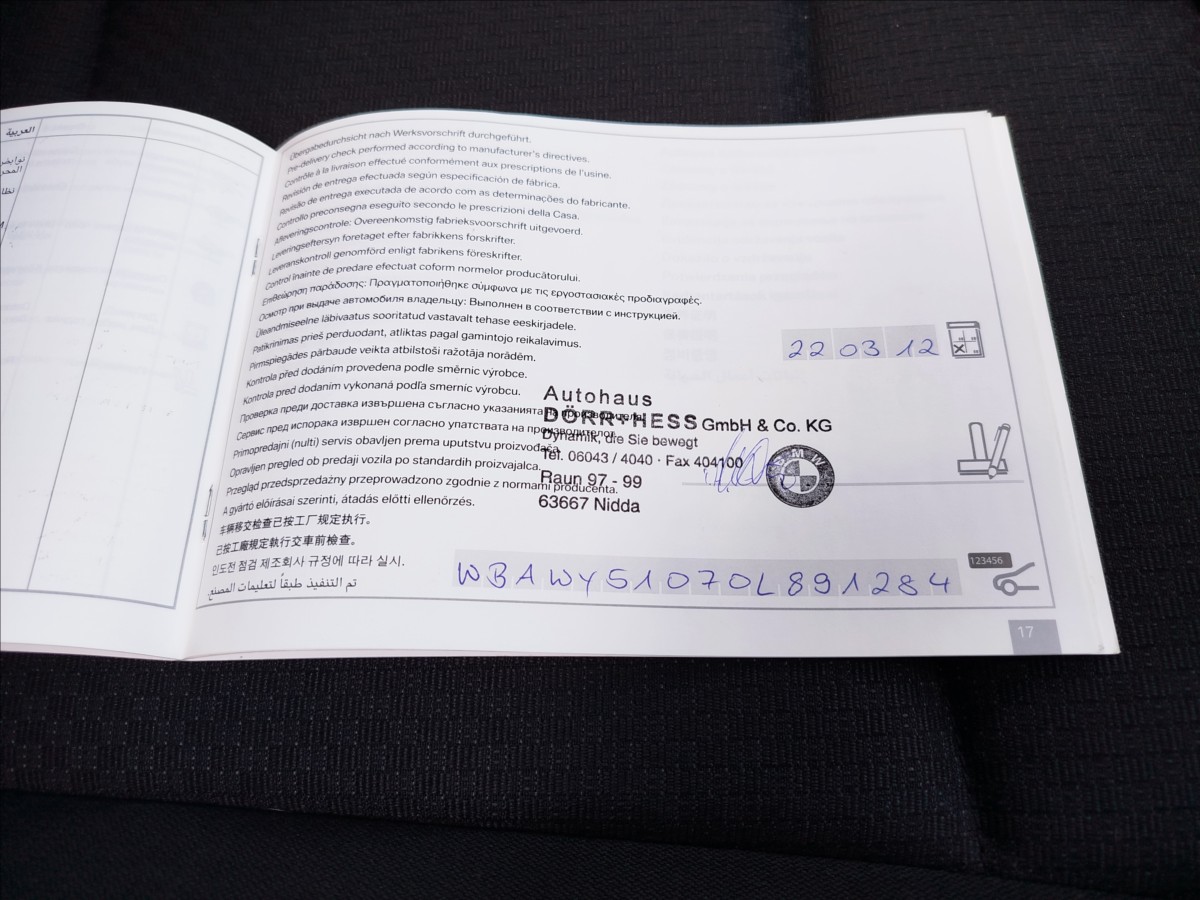 العربية
Übergabedurchsicht nach Werksvorschrift durchgeführt.
Pre-delivery check performed according to manufacturer's directives.
Contrôle à la livraison effectué conformément aux prescriptions de l'usine.
Revisión de entrega efectuada según especificación de fábrica.
Revisão de entrega executada de acordo com as determinações do fabricante.
Controllo preconsegna eseguito secondo le prescrizioni della Casa.
Afleveringscontrole: Overeenkomstig fabrieksvoorschrift uitgevoerd.
Leveringseftersyn foretaget efter fabrikkens forskrifter.
Leveranskontroll genomförd enligt fabrikens föreskrifter.
Control înainte de predare efectuat coform normelor producătorului.
Επιθεώρηση παράδοσης: Πραγματοποιήθηκε σύμφωνα με τις εργοστασιακές προδιαγραφές.
Осмотр при выдаче автомобиля владельцу: Выполнен в соответствии с инструкцией.
Üleandmiseelne läbivaatus sooritatud vastavalt tehase eeskirjadele.
Patikrinimas prieš perduodant, atliktas pagal gamintojo reikalavimus.
Pirmspiegādes pārbaude veikta atbilstoši ražotāja norādēm.
Kontrola před dodáním provedena podle směrnic výrobce.
Kontrola pred dodaním vykonaná podľa smerníc výrobcu.
Проверка преди доставка извършена съгласно указанията на производителя.
Сервис пред испорака извршен согласно упатствата на производителот.
Primopredajni (nulti) servis obavljen prema uputstvu proizvođača.
Opravljen pregled ob predaji vozila po standardih proizvajalca.
Przegląd przedsprzedażny przeprowadzono zgodnie z normami producenta.
A gyártó előírásai szerinti, átadás előtti ellenőrzés.
车辆移交检查已按工厂规定执行。
已按工廠規定執行交車前檢查。
인도전 점검 제조회사 규정에 따라 실시.
تم التنفيذ طبقاً لتعليمات المصنع.
22 03 12
Autohaus
DÖRR+HESS GmbH & Co. KG
Dynamik, die Sie bewegt
Tel. 06043 / 4040 · Fax 404100
Raun 97 - 99
63667 Nidda
BMW
WBAWY51070L891284
123456
17